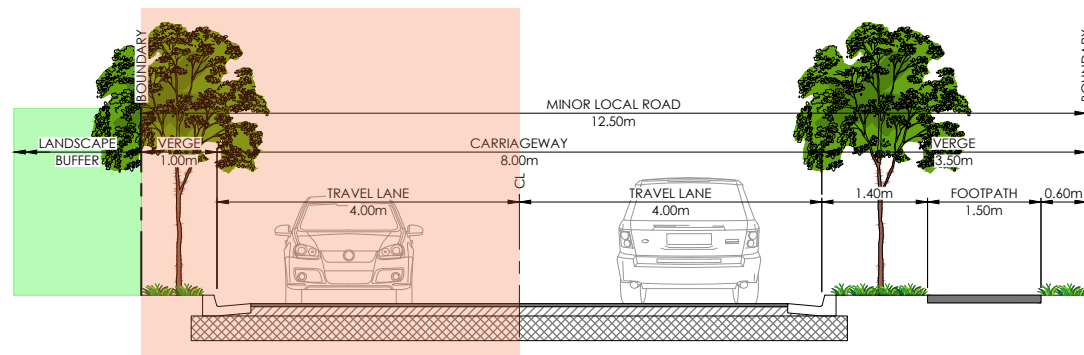 BOUNDARY
BOUNDARY
MINOR LOCAL ROAD
12.50m
LANDSCAPE
BUFFER
VERGE
1.00m
CARRIAGEWAY
8.00m
VERGE
3.50m
CL
TRAVEL LANE
4.00m
TRAVEL LANE
4.00m
1.40m
FOOTPATH
1.50m
0.60m